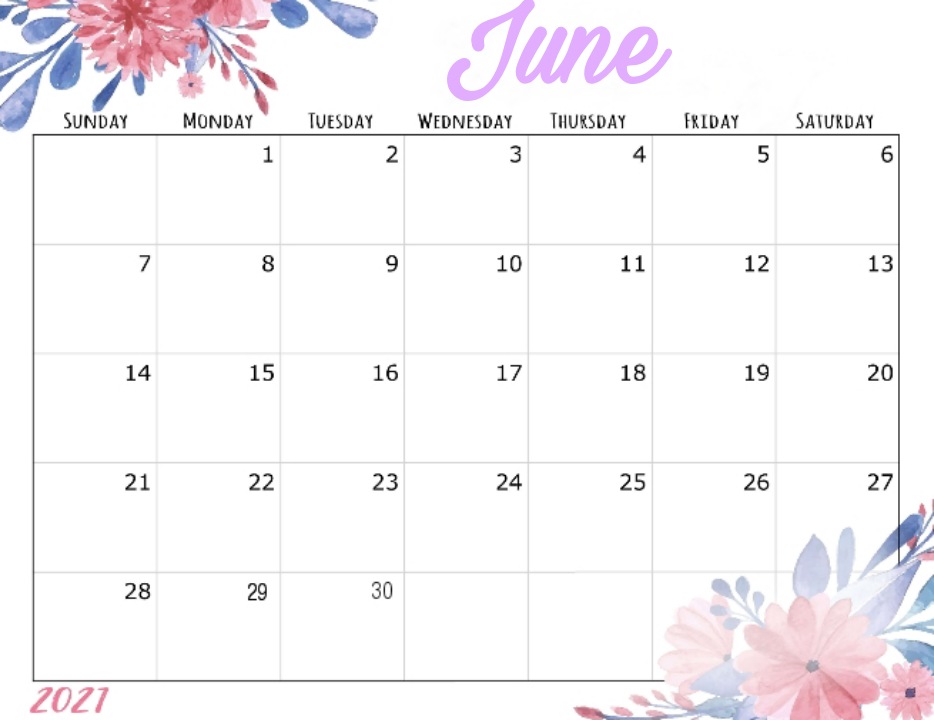 June
Sunday Monday Tuesday Wednesday Thursday Friday Saturday
1 2 3 4 5 6
7 8 9 10 11 12 13
14 15 16 17 18 19 20
21 22 23 24 25 26 27
28 29 30
2021